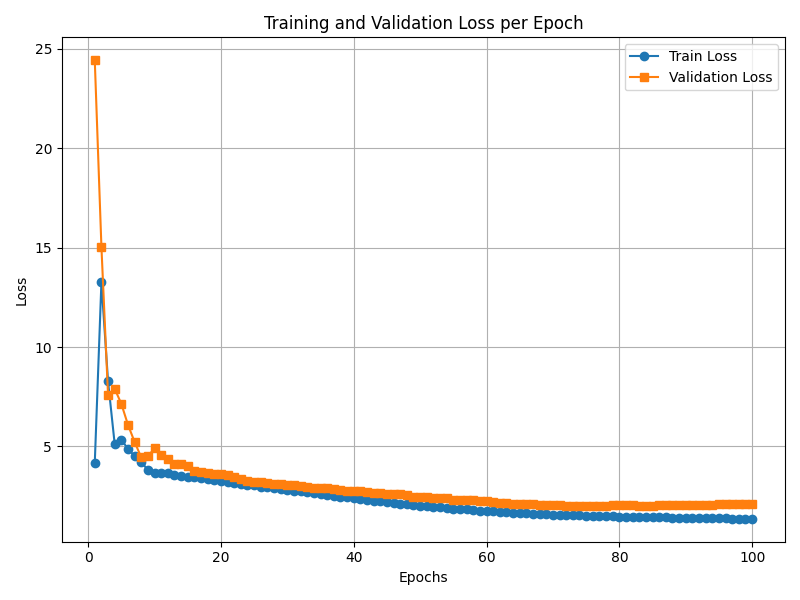 Training and Validation Loss per Epoch
Train Loss
Validation Loss
Loss
25
20
15
10
5
0 20 40 60 80 100
Epochs